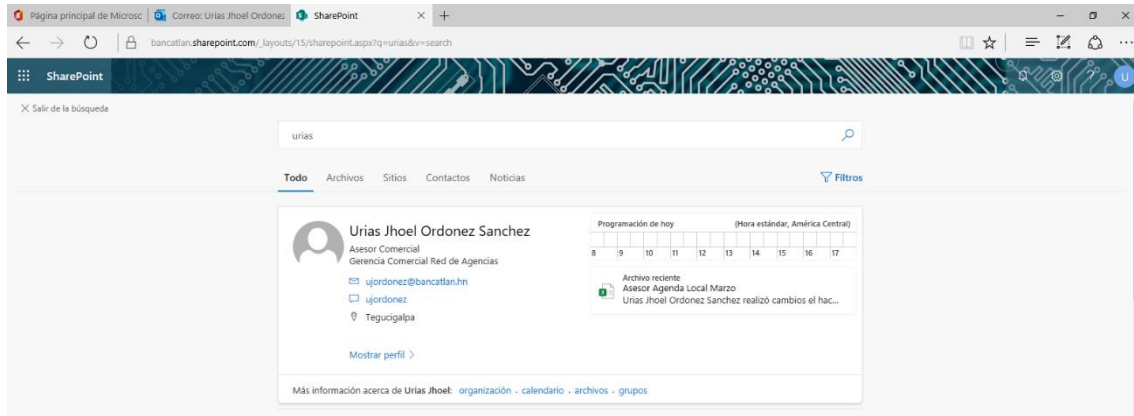 Página principal de Microsc
Correo: Urias Jhoel Ordonez
SharePoint
bancatlan.sharepoint.com/_layouts/15/sharepoint.aspx?q=urias&v=search
SharePoint
U
Salir de la búsqueda
urias
Todo Archivos Sitios Contactos Noticias Filtros
Urias Jhoel Ordonez Sanchez
Asesor Comercial
Gerencia Comercial Red de Agencias
ujordonez@bancatlan.hn
ujordonez
Tegucigalpa
Mostrar perfil >
Programación de hoy (Hora estándar, América Central)
8 9 10 11 12 13 14 15 16 17
Archivo reciente
Asesor Agenda Local Marzo
Urias Jhoel Ordonez Sanchez realizó cambios el hac...
Más información acerca de Urias Jhoel: organización - calendario - archivos - grupos